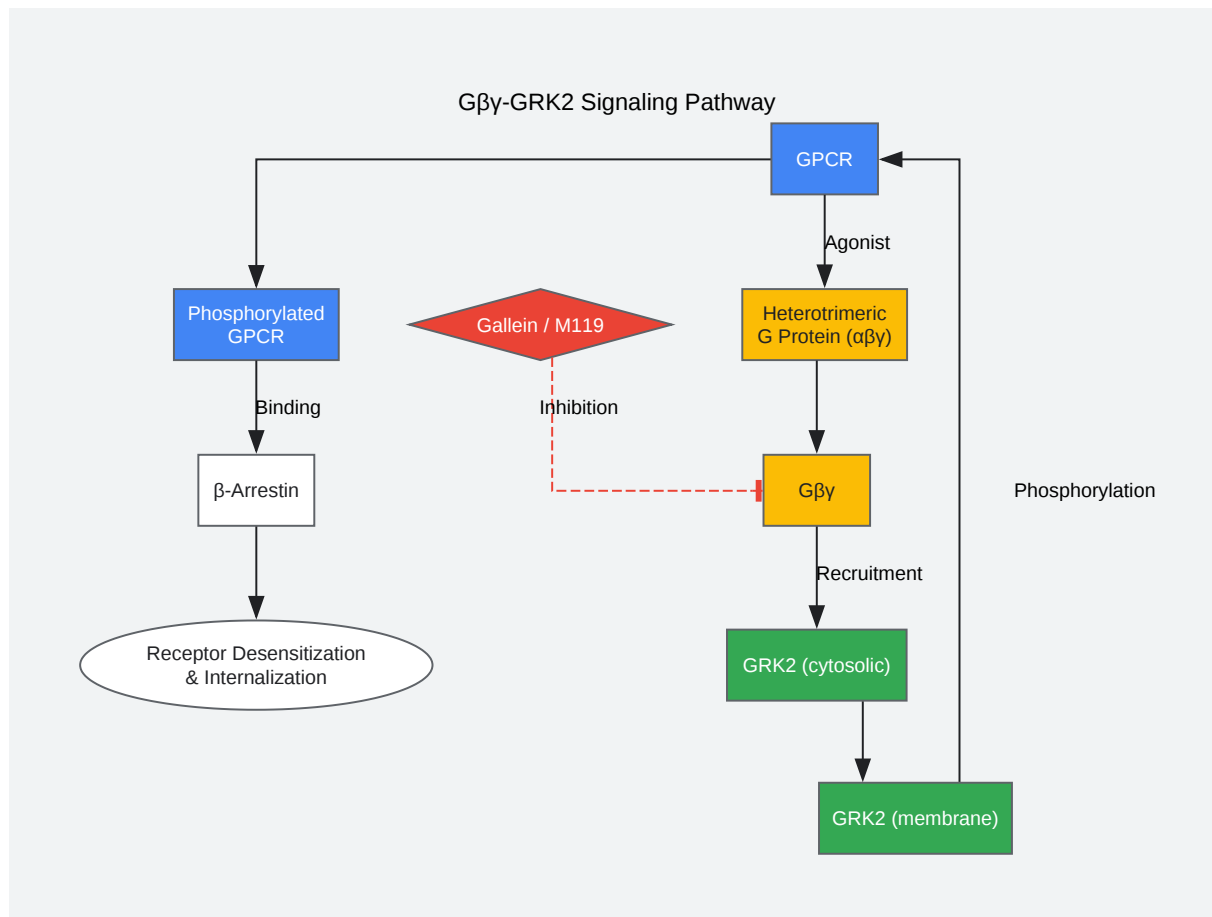 Gβγ-GRK2 Signaling Pathway
GPCR
Agonist
Phosphorylated
GPCR
Gallein / M119
Heterotrimeric
G Protein (αβγ)
Binding
Inhibition
β-Arrestin
Gβγ
Phosphorylation
Recruitment
Receptor Desensitization
& Internalization
GRK2 (cytosolic)
GRK2 (membrane)